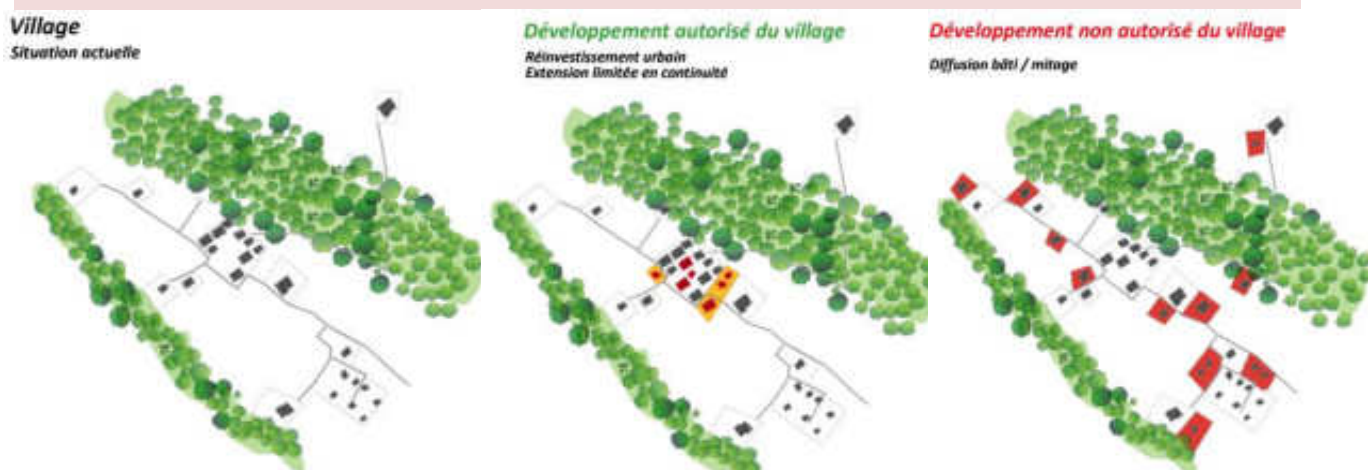 Village
Situation actuelle
Développement autorisé du village
Réinvestissement urbain
Extension limitée en continuité
Développement non autorisé du village
Diffusion bâti / mitage